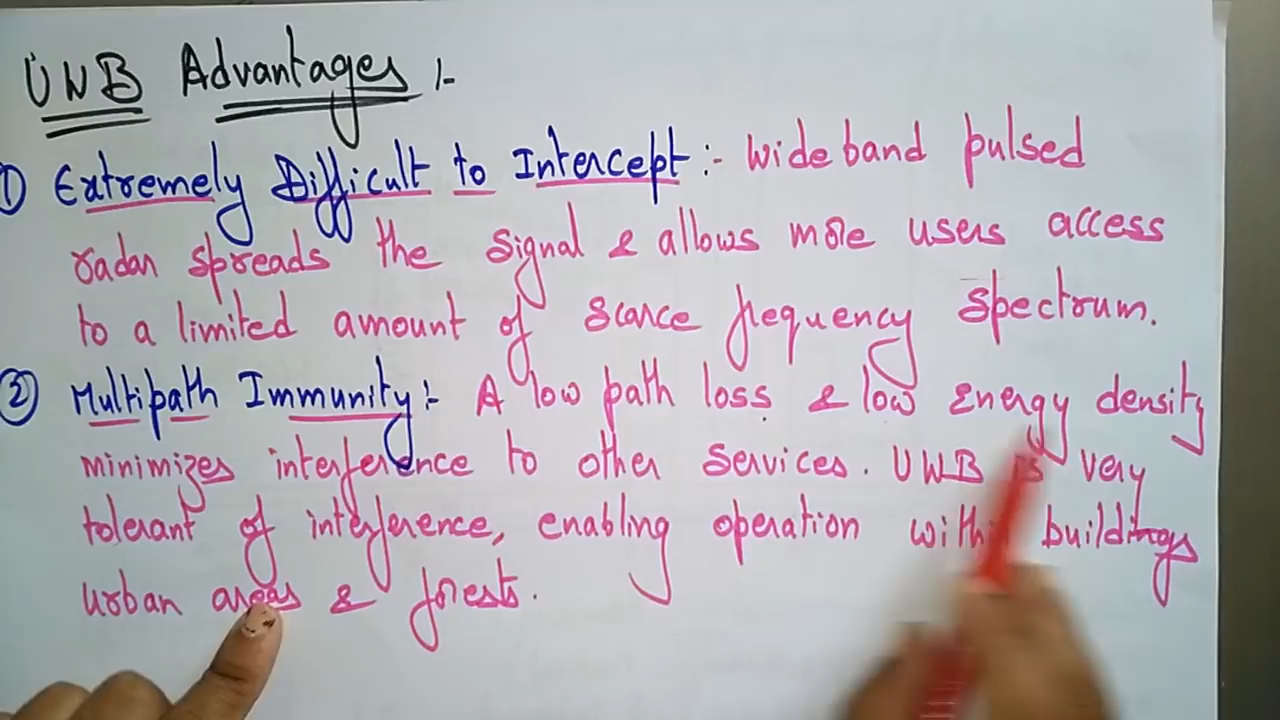 UWB Advantages :-
① Extremely Difficult to Intercept :- wide band pulsed
radar spreads the signal & allows more users access
to a limited amount of scarce frequency spectrum.
② Multipath Immunity :- A low path loss & low Energy density
minimizes interference to other services. UWB is very
tolerant of interference, enabling operation within buildings
urban areas & forests.